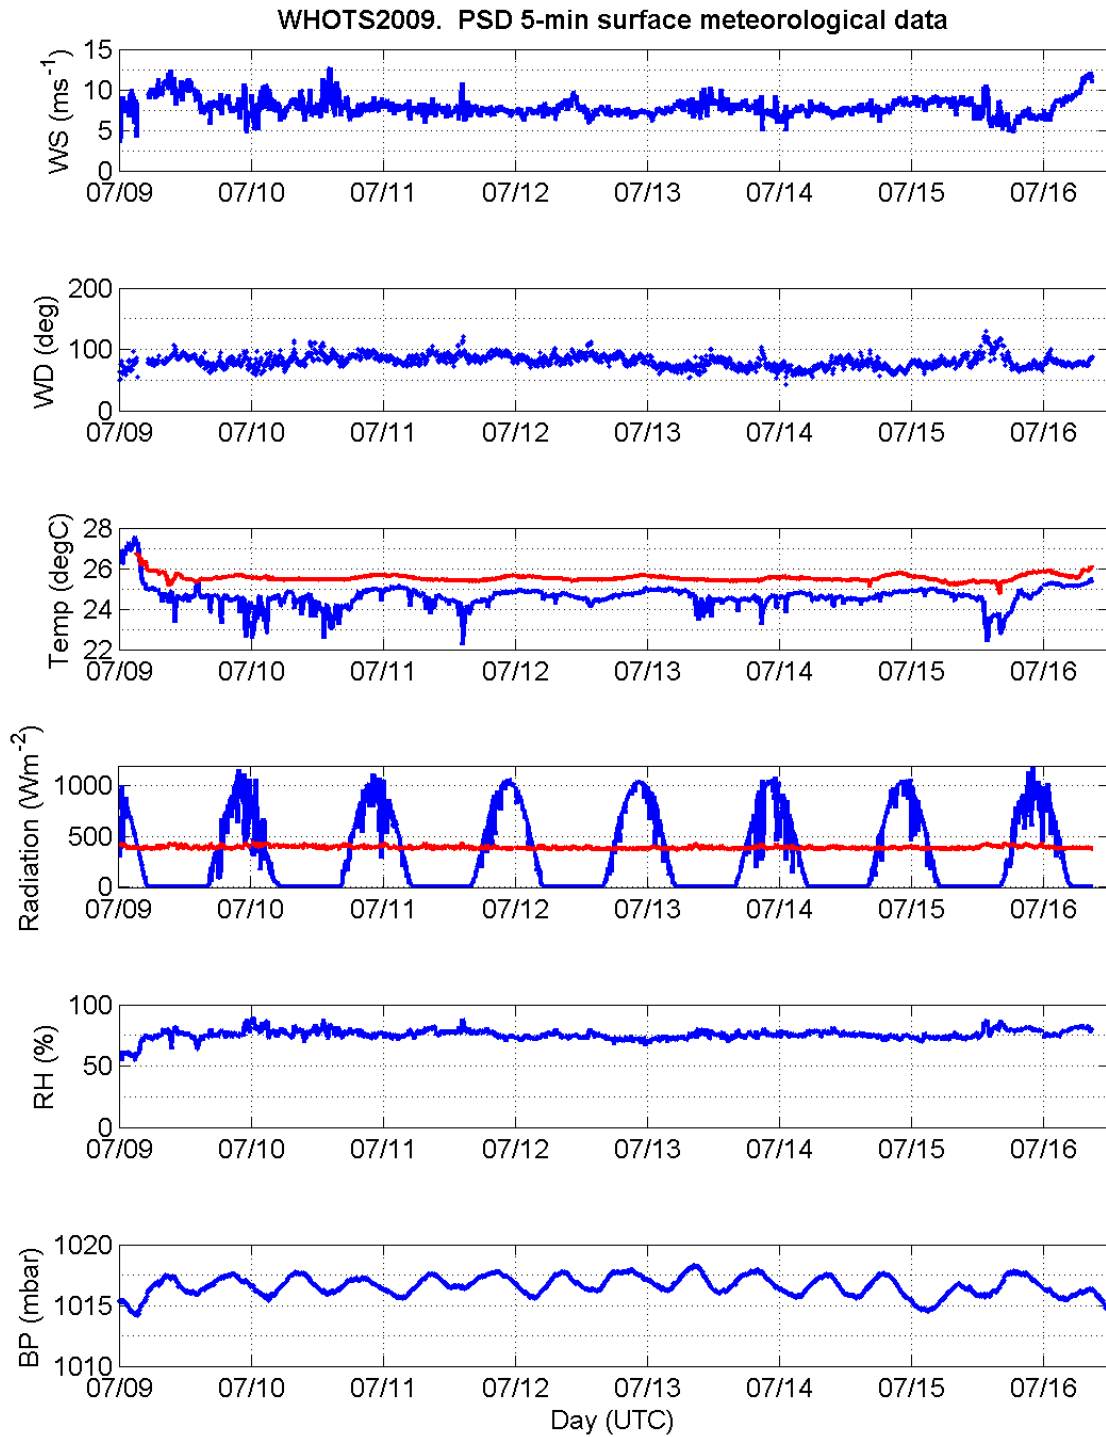 WHOTS2009.  PSD 5-min surface meteorological data
WS (ms⁻¹)
15
10
5
0
07/09 07/10 07/11 07/12 07/13 07/14 07/15 07/16
WD (deg)
200
100
0
07/09 07/10 07/11 07/12 07/13 07/14 07/15 07/16
Temp (degC)
28
26
24
22
07/09 07/10 07/11 07/12 07/13 07/14 07/15 07/16
Radiation (Wm⁻²)
1000
500
0
07/09 07/10 07/11 07/12 07/13 07/14 07/15 07/16
RH (%)
100
50
0
07/09 07/10 07/11 07/12 07/13 07/14 07/15 07/16
BP (mbar)
1020
1015
1010
07/09 07/10 07/11 07/12 07/13 07/14 07/15 07/16
Day (UTC)